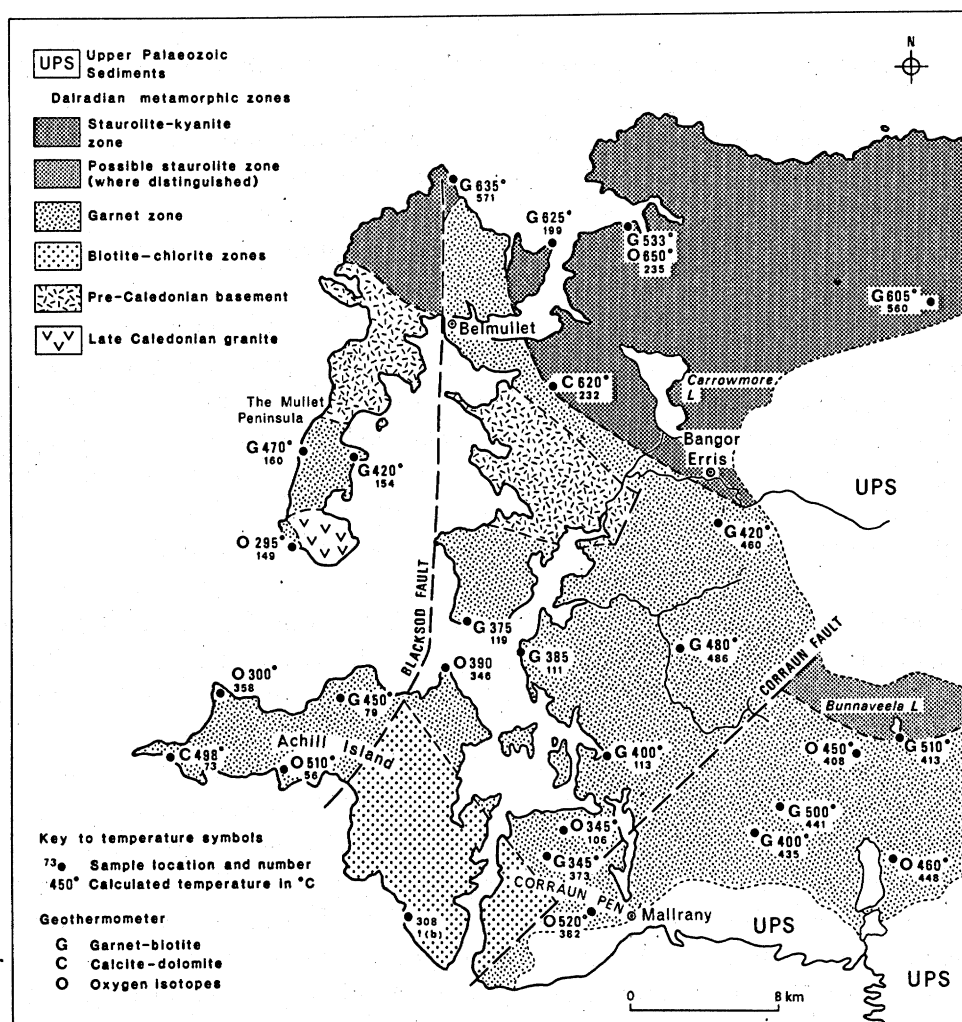 UPS
Upper Palaeozoic
Sediments
Dalradian metamorphic zones
Staurolite-kyanite
zone
Possible staurolite zone
(where distinguished)
Garnet zone
Biotite-chlorite zones
Pre-Caledonian basement
Late Caledonian granite
N
G 635°
571
G 625°
199
G 533°
O 650°
235
G 605°
560
Belmullet
C 620°
232
Carrowmore
L
The Mullet
Peninsula
Bangor
Erris
G 470°
160
G 420°
154
UPS
O 295°
149
G 420°
460
BLACKSOD FAULT
G 375
119
G 385
111
G 480°
486
CORRAUN FAULT
O 390
346
O 300°
358
G 450°
79
Bunnaveela L
Achill Island
C 498°
73
O 510°
56
G 400°
113
O 450°
408
G 510°
413
G 500°
441
G 400°
435
O 460°
448
O 345°
106
G 345°
373
CORRAUN PEN
O 520°
362
Mallrany
UPS
UPS
308
1(b)
Key to temperature symbols
73 Sample location and number
450° Calculated temperature in °C
Geothermometer
G Garnet-biotite
C Calcite-dolomite
O Oxygen isotopes
0 8 km